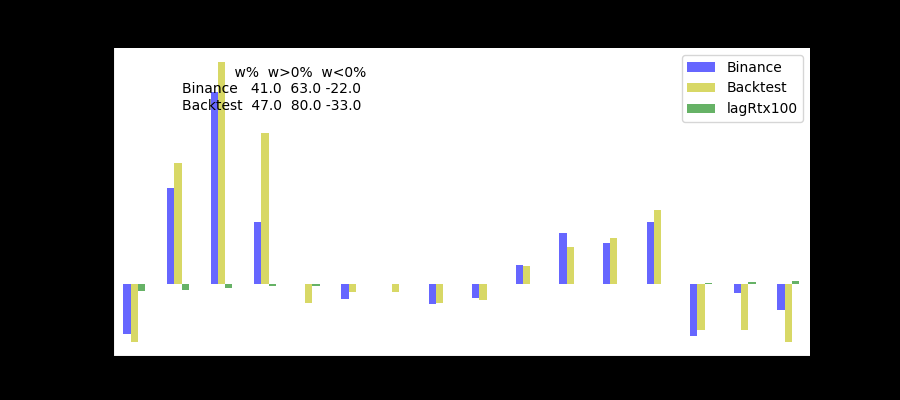 w% w>0% w<0%
Binance 41.0 63.0 -22.0
Backtest 47.0 80.0 -33.0
Binance
Backtest
lagRtx100